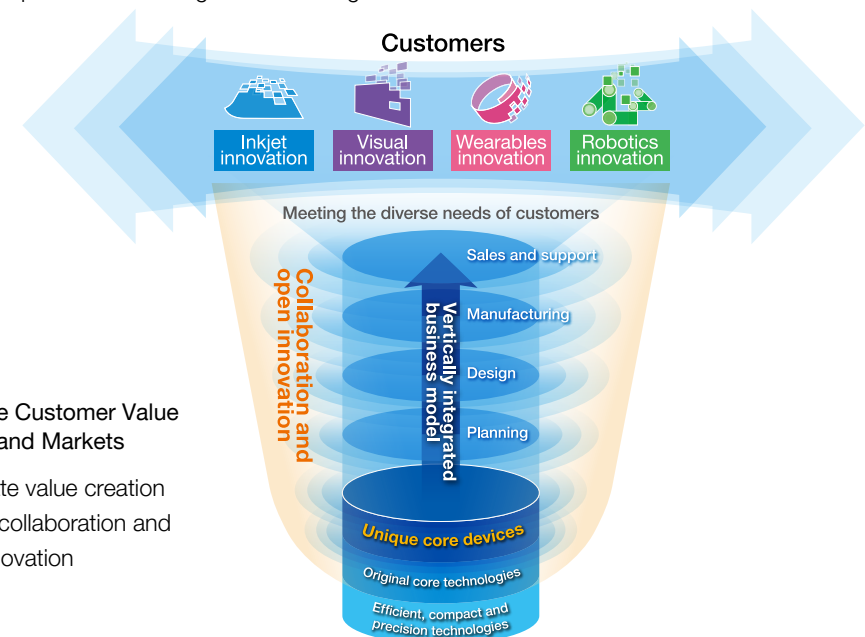 Customers
Inkjet
innovation
Visual
innovation
Wearables
innovation
Robotics
innovation
Meeting the diverse needs of customers
Sales and support
Manufacturing
Design
Planning
Vertically integrated
business model
Collaboration and
open innovation
Customer Value
and Markets
value creation
collaboration and
Unique core devices
Original core technologies
Efficient, compact and
precision technologies